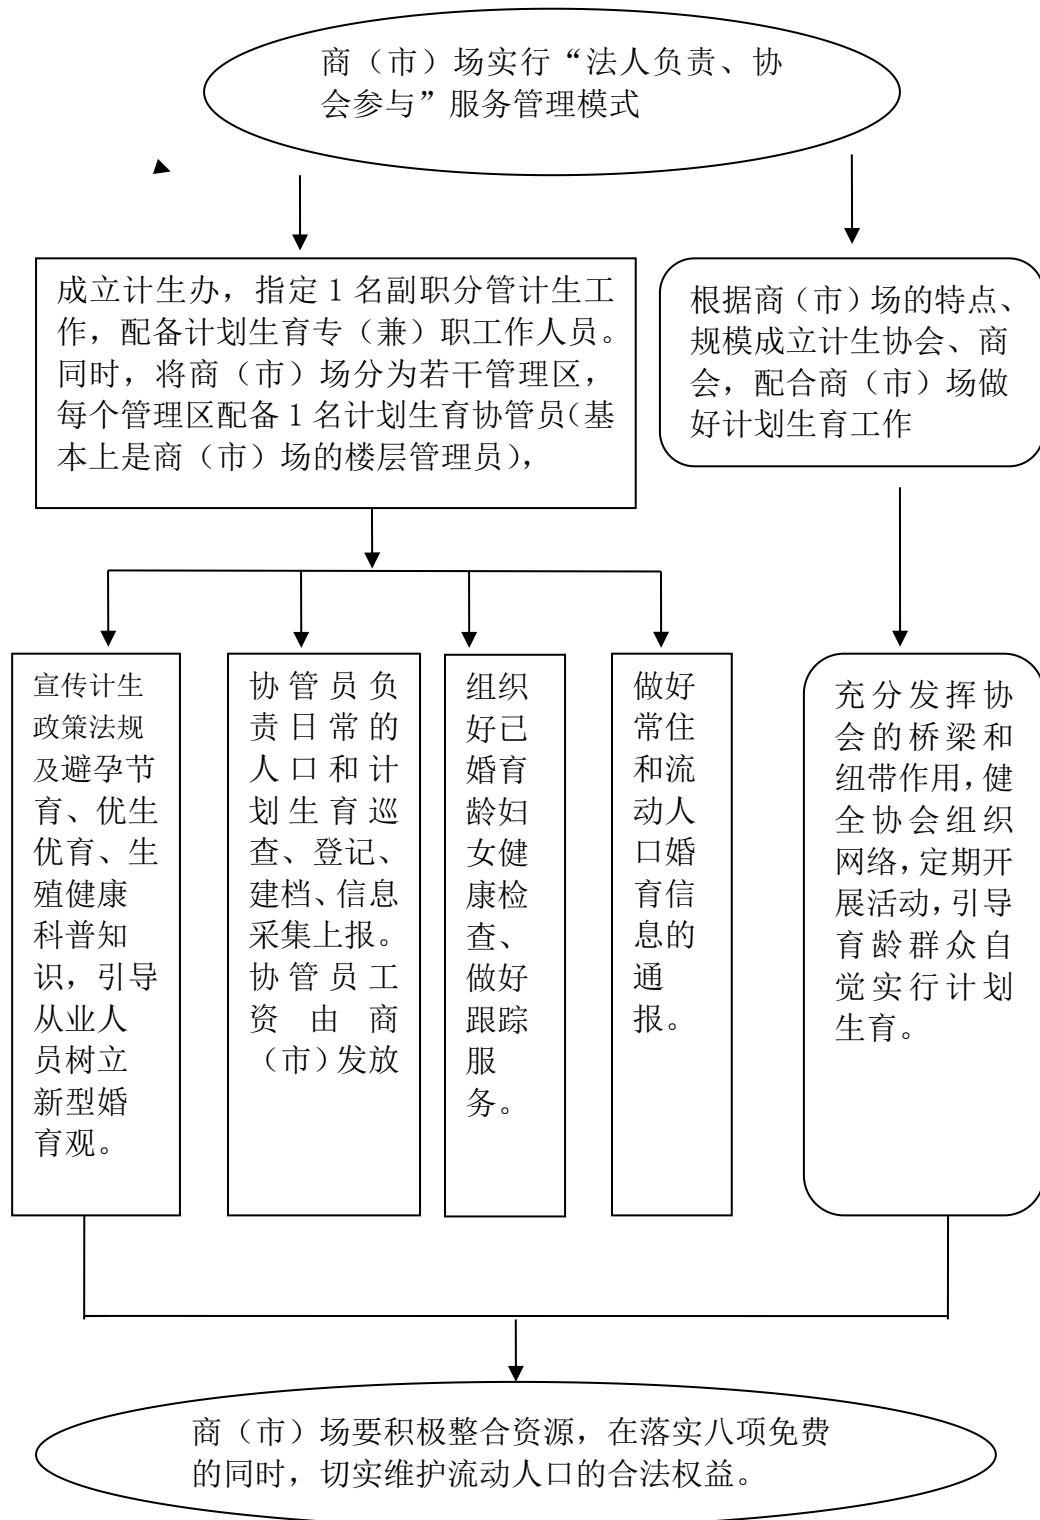 商（市）场实行“法人负责、协
会参与”服务管理模式
成立计生办，指定 1 名副职分管计生工
作，配备计划生育专（兼）职工作人员。
同时，将商（市）场分为若干管理区，
每个管理区配备 1 名计划生育协管员（基
本上是商（市）场的楼层管理员），
根据商（市）场的特点、
规模成立计生协会、商
会，配合商（市）场做
好计划生育工作
宣传计生
政策法规
及避孕节
育、优生
优育、生
殖健康
科普知
识，引导
从业人
员树立
新型婚
育观。
协管员负
责日常的
人口和计
划生育巡
查、登记、
建档、信息
采集上报。
协管员工
资由商
（市）发放
组织
好已
婚育
龄妇
女健
康检
查、
做好
跟踪
服
务。
做好
常住
和流
动人
口婚
育信
息的
通
报。
充分发挥协
会的桥梁和
纽带作用，健
全协会组织
网络，定期开
展活动，引导
育龄群众自
觉实行计划
生育。
商（市）场要积极整合资源，在落实八项免费
的同时，切实维护流动人口的合法权益。